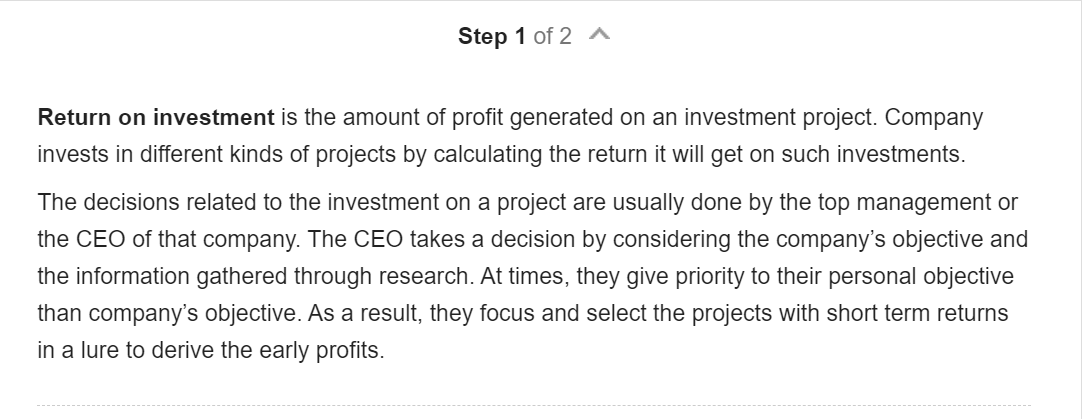 Step 1 of 2
Return on investment is the amount of profit generated on an investment project. Company
invests in different kinds of projects by calculating the return it will get on such investments.
The decisions related to the investment on a project are usually done by the top management or
the CEO of that company. The CEO takes a decision by considering the company's objective and
the information gathered through research. At times, they give priority to their personal objective
than company's objective. As a result, they focus and select the projects with short term returns
in a lure to derive the early profits.